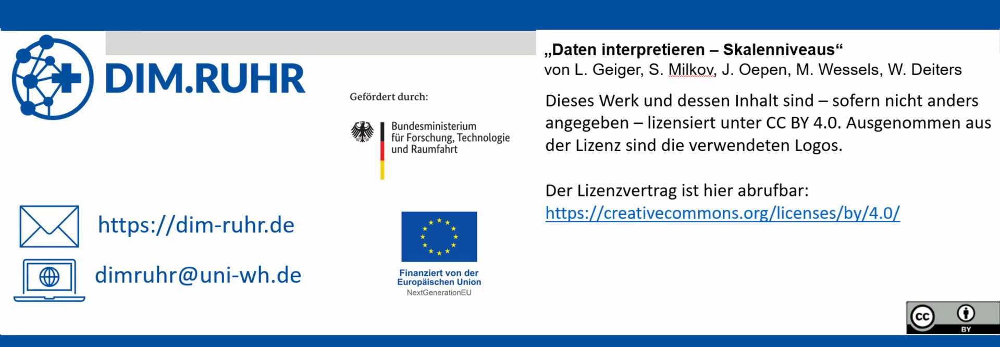 DIM.RUHR
Gefördert durch:
Bundesministerium
für Forschung, Technologie
und Raumfahrt
https://dim-ruhr.de
dimruhr@uni-wh.de
Finanziert von der
Europäischen Union
NextGenerationEU
„Daten interpretieren – Skalenniveaus“
von L. Geiger, S. Milkov, J. Oepen, M. Wessels, W. Deiters
Dieses Werk und dessen Inhalt sind – sofern nicht anders
angegeben – lizensiert unter CC BY 4.0. Ausgenommen aus
der Lizenz sind die verwendeten Logos.
Der Lizenzvertrag ist hier abrufbar:
https://creativecommons.org/licenses/by/4.0/
cc
BY